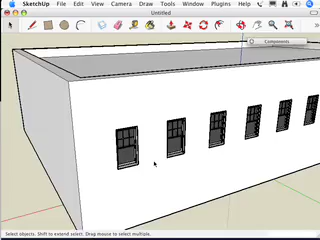 SketchUp File Edit View Camera Draw Tools Window Plugins Help
Untitled
Components
Select objects. Shift to extend select. Drag mouse to select multiple.